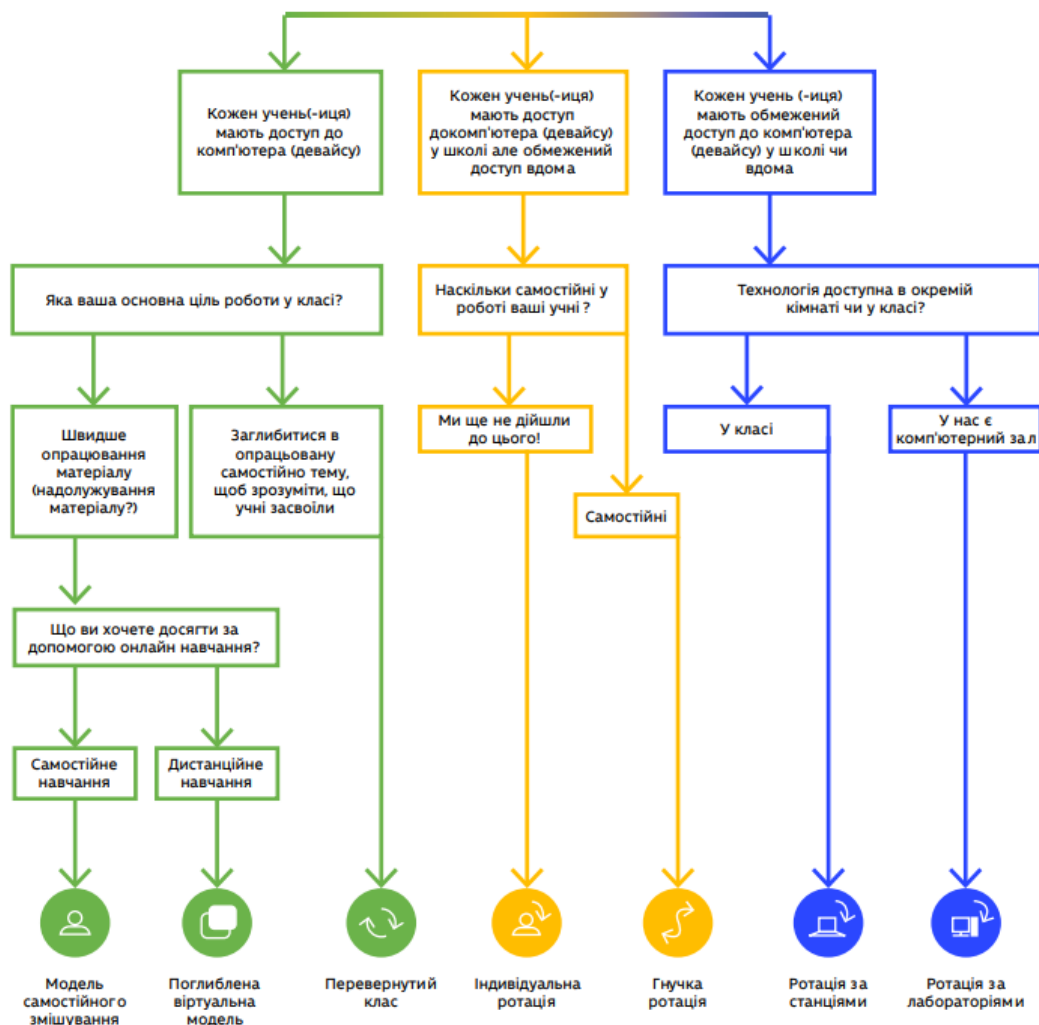 Кожен учень(-иця)
мають доступ до
комп'ютера (девайсу)
Кожен учень(-иця)
мають доступ
докомп'ютера (девайсу)
у школі але обмежений
доступ вдома
Кожен учень (-иця)
мають обмежений
доступ до комп'ютера
(девайсу) у школі чи
вдома
Яка ваша основна ціль роботи у класі?
Наскільки самостійні у
роботі ваші учні?
Технологія доступна в окремій
кімнаті чи у класі?
Швидше
опрацювання
матеріалу
(надолужування
матеріалу?)
Заглибитися в
опрацьовану
самостійно тему,
щоб зрозуміти, що
учні засвоїли
Ми ще не дійшли
до цього!
Самостійні
У класі
У нас є
комп'ютерний зал
Що ви хочете досягти за
допомогою онлайн навчання?
Самостійне
навчання
Дистанційне
навчання
Модель
самостійного
змішування
Поглиблена
віртуальна
модель
Перевернутий
клас
Індивідуальна
ротація
Гнучка
ротація
Ротація за
станціями
Ротація за
лабораторіями